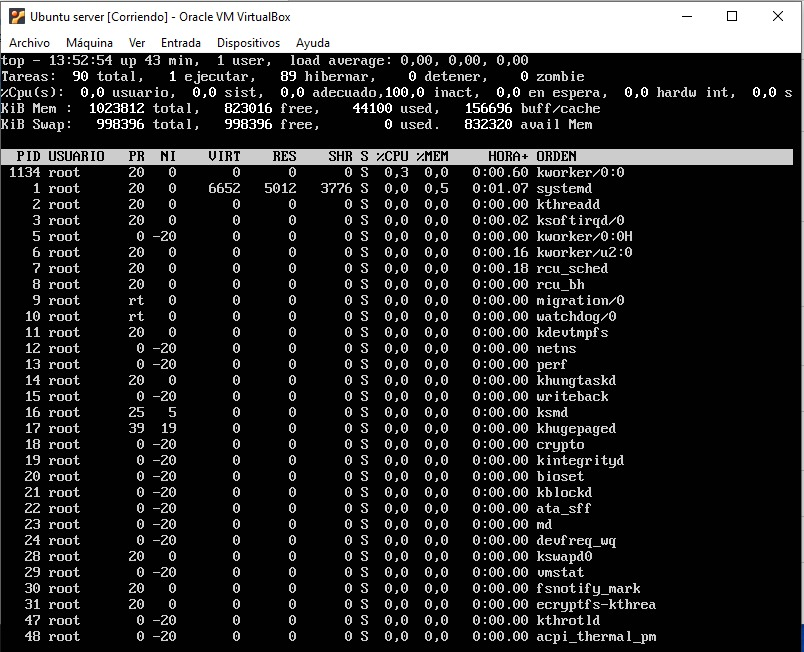 Ubuntu server [Corriendo] - Oracle VM VirtualBox
Archivo Máquina Ver Entrada Dispositivos Ayuda
top - 13:52:54 up 43 min, 1 user, load average: 0,00, 0,00, 0,00
Tareas: 90 total, 1 ejecutar, 89 hibernar, 0 detener, 0 zombie
%Cpu(s): 0,0 usuario, 0,0 sist, 0,0 adecuado,100,0 inact, 0,0 en espera, 0,0 hardw int, 0,0 s
KiB Mem : 1023812 total, 823016 free, 44100 used, 156696 buff/cache
KiB Swap: 998396 total, 998396 free, 0 used. 832320 avail Mem
PID USUARIO PR NI VIRT RES SHR S %CPU %MEM HORA+ ORDEN
1134 root 20 0 0 0 0 S 0,3 0,0 0:00.60 kworker/0:0
1 root 20 0 6652 5012 3776 S 0,0 0,5 0:01.07 systemd
2 root 20 0 0 0 0 S 0,0 0,0 0:00.00 kthreadd
3 root 20 0 0 0 0 S 0,0 0,0 0:00.02 ksoftirqd/0
5 root 0 -20 0 0 0 S 0,0 0,0 0:00.00 kworker/0:0H
6 root 20 0 0 0 0 S 0,0 0,0 0:00.16 kworker/u2:0
7 root 20 0 0 0 0 S 0,0 0,0 0:00.18 rcu_sched
8 root 20 0 0 0 0 S 0,0 0,0 0:00.00 rcu_bh
9 root rt 0 0 0 0 S 0,0 0,0 0:00.00 migration/0
10 root rt 0 0 0 0 S 0,0 0,0 0:00.00 watchdog/0
11 root 20 0 0 0 0 S 0,0 0,0 0:00.00 kdevtmpfs
12 root 0 -20 0 0 0 S 0,0 0,0 0:00.00 netns
13 root 0 -20 0 0 0 S 0,0 0,0 0:00.00 perf
14 root 20 0 0 0 0 S 0,0 0,0 0:00.00 khungtaskd
15 root 0 -20 0 0 0 S 0,0 0,0 0:00.00 writeback
16 root 25 5 0 0 0 S 0,0 0,0 0:00.00 ksmd
17 root 39 19 0 0 0 S 0,0 0,0 0:00.00 khugepaged
18 root 0 -20 0 0 0 S 0,0 0,0 0:00.00 crypto
19 root 0 -20 0 0 0 S 0,0 0,0 0:00.00 kintegrityd
20 root 0 -20 0 0 0 S 0,0 0,0 0:00.00 bioset
21 root 0 -20 0 0 0 S 0,0 0,0 0:00.00 kblockd
22 root 0 -20 0 0 0 S 0,0 0,0 0:00.00 ata_sff
23 root 0 -20 0 0 0 S 0,0 0,0 0:00.00 md
24 root 0 -20 0 0 0 S 0,0 0,0 0:00.00 devfreq_wq
28 root 20 0 0 0 0 S 0,0 0,0 0:00.00 kswapd0
29 root 0 -20 0 0 0 S 0,0 0,0 0:00.00 vmstat
30 root 20 0 0 0 0 S 0,0 0,0 0:00.00 fsnotify_mark
31 root 20 0 0 0 0 S 0,0 0,0 0:00.00 ecryptfs-kthrea
47 root 0 -20 0 0 0 S 0,0 0,0 0:00.00 kthrotld
48 root 0 -20 0 0 0 S 0,0 0,0 0:00.00 acpi_thermal_pm